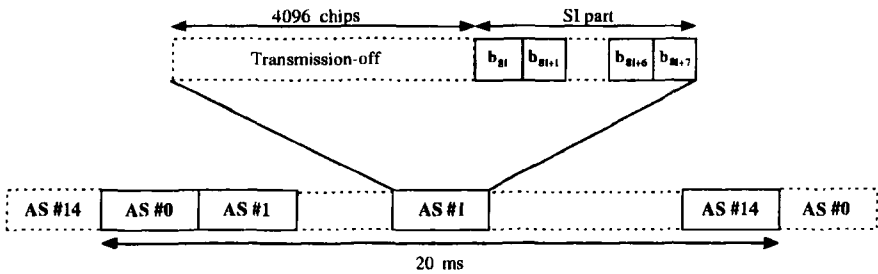 4096 chips SI part
Transmission-off b8i b8i+1 b8i+6 b8i+7
AS #14 AS #0 AS #1 AS #i AS #14 AS #0
20 ms